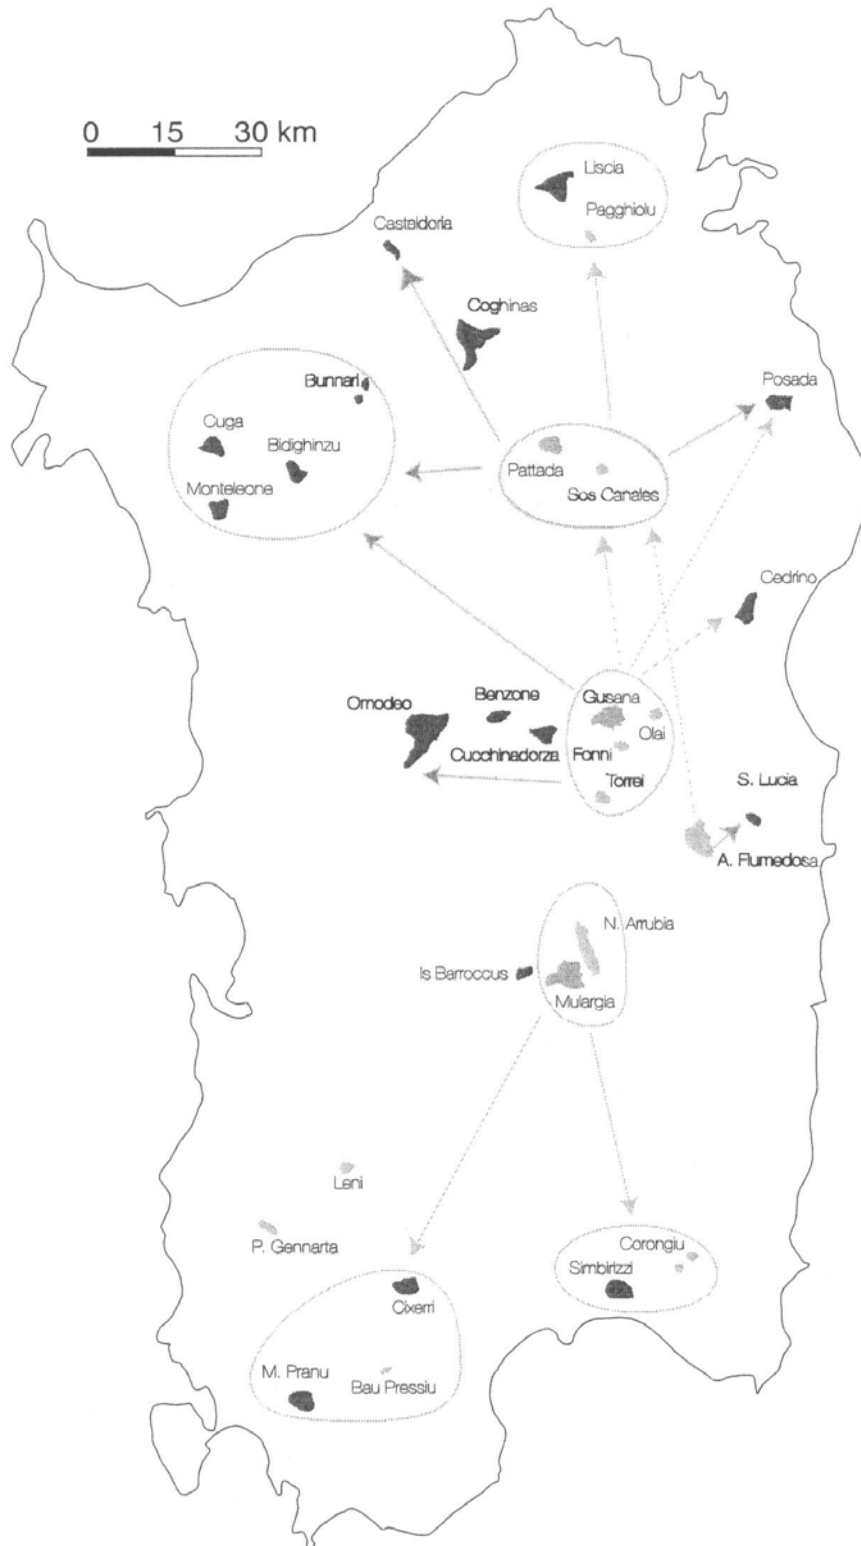 0 15 30 km
Liscia
Pagghiolu
Casteldoria
Coghinas
Posada
Bunnari
Cuga
Bidighinzu
Pattada
Monteleone
Sos Canales
Cedrino
Omodeo
Benzone
Gusana
Olai
Cucchinadorza
Fonni
Torrei
S. Lucia
A. Flumedosa
N. Arrubia
Is Barroccus
Mulargia
Leni
P. Gennarta
Corongiu
Simbirizzi
Cixerri
M. Pranu
Bau Pressiu